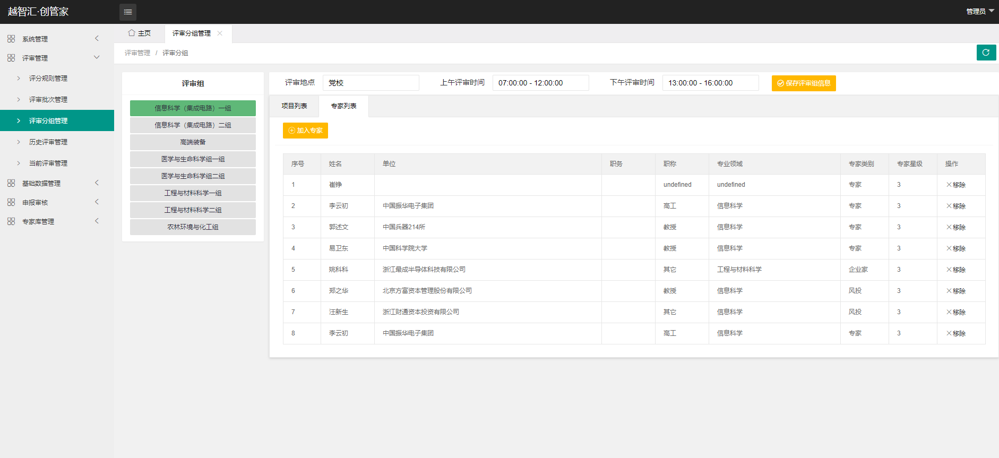 越智汇·创管家
管理员
系统管理
评审管理
评分规则管理
评审批次管理
评审分组管理
历史评审管理
当前评审管理
基础数据管理
申报审核
专家库管理
主页 评审分组管理
评审管理 / 评审分组
评审组
信息科学（集成电路）一组
信息科学（集成电路）二组
高端装备
医学与生命科学组一组
医学与生命科学组二组
工程与材料科学一组
工程与材料科学二组
农林环境与化工组
评审地点 党校 上午评审时间 07:00:00 - 12:00:00 下午评审时间 13:00:00 - 16:00:00 保存评审组信息
项目列表 专家列表
加入专家
序号 姓名 单位 职务 职称 专业领域 专家类别 专家星级 操作
1 崔铮 undefined undefined 专家 3 移除
2 李云初 中国振华电子集团 高工 信息科学 专家 3 移除
3 郭述文 中国兵器214所 教授 信息科学 专家 3 移除
4 易卫东 中国科学院大学 教授 信息科学 专家 3 移除
5 姚科科 浙江最成半导体科技有限公司 其它 工程与材料科学 企业家 3 移除
6 郑之华 北京方富资本管理股份有限公司 教授 信息科学 风投 3 移除
7 汪新生 浙江财通资本投资有限公司 其它 信息科学 风投 3 移除
8 李云初 中国振华电子集团 高工 信息科学 专家 3 移除